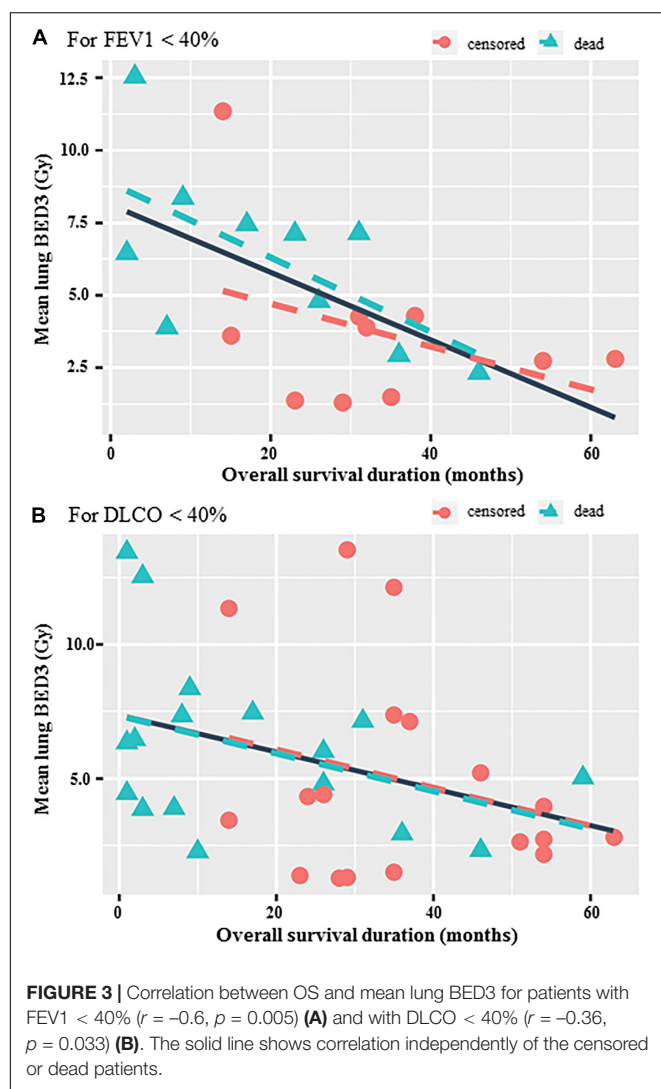 A For FEV1 < 40% censored dead
12.5
10.0
7.5
5.0
2.5
Mean lung BED3 (Gy)
0 20 40 60
Overall survival duration (months)
B For DLCO < 40% censored dead
10.0
5.0
Mean lung BED3 (Gy)
0 20 40 60
Overall survival duration (months)
FIGURE 3 | Correlation between OS and mean lung BED3 for patients with
FEV1 < 40% (r = –0.6, p = 0.005) (A) and with DLCO < 40% (r = –0.36,
p = 0.033) (B). The solid line shows correlation independently of the censored
or dead patients.